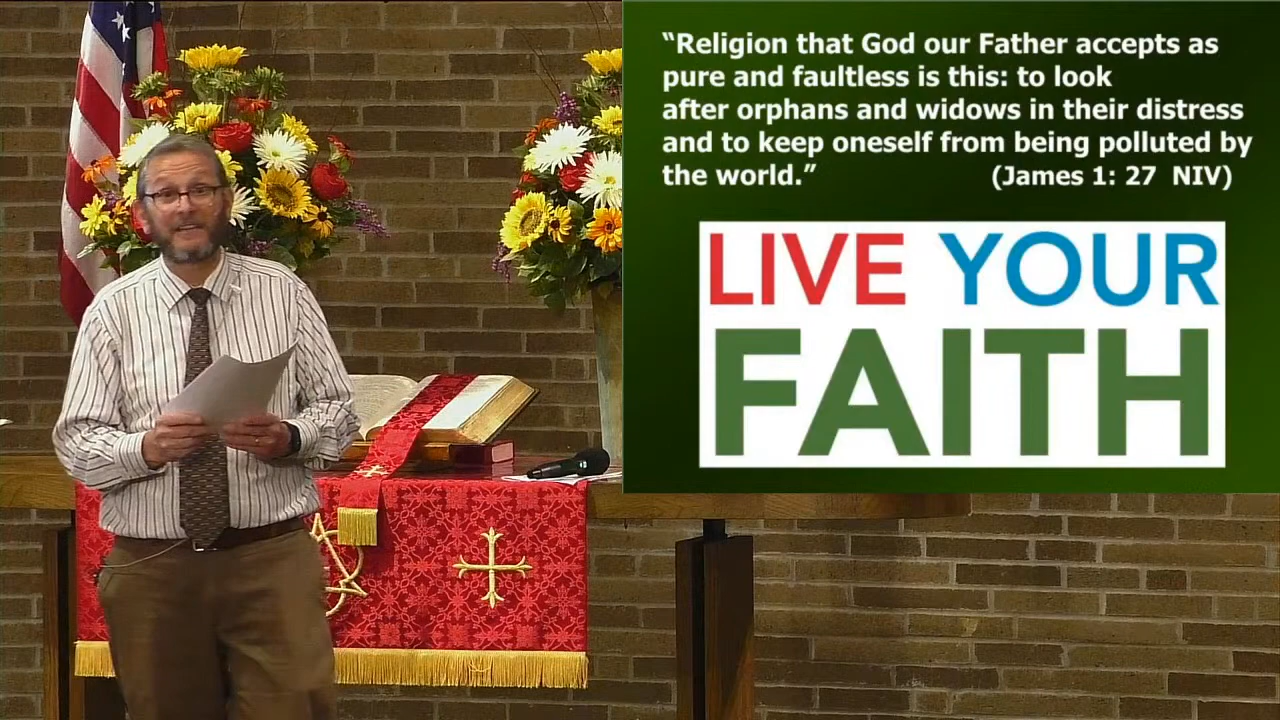 “Religion that God our Father accepts as
pure and faultless is this: to look
after orphans and widows in their distress
and to keep oneself from being polluted by
the world.” (James 1: 27 NIV)
LIVE YOUR
FAITH